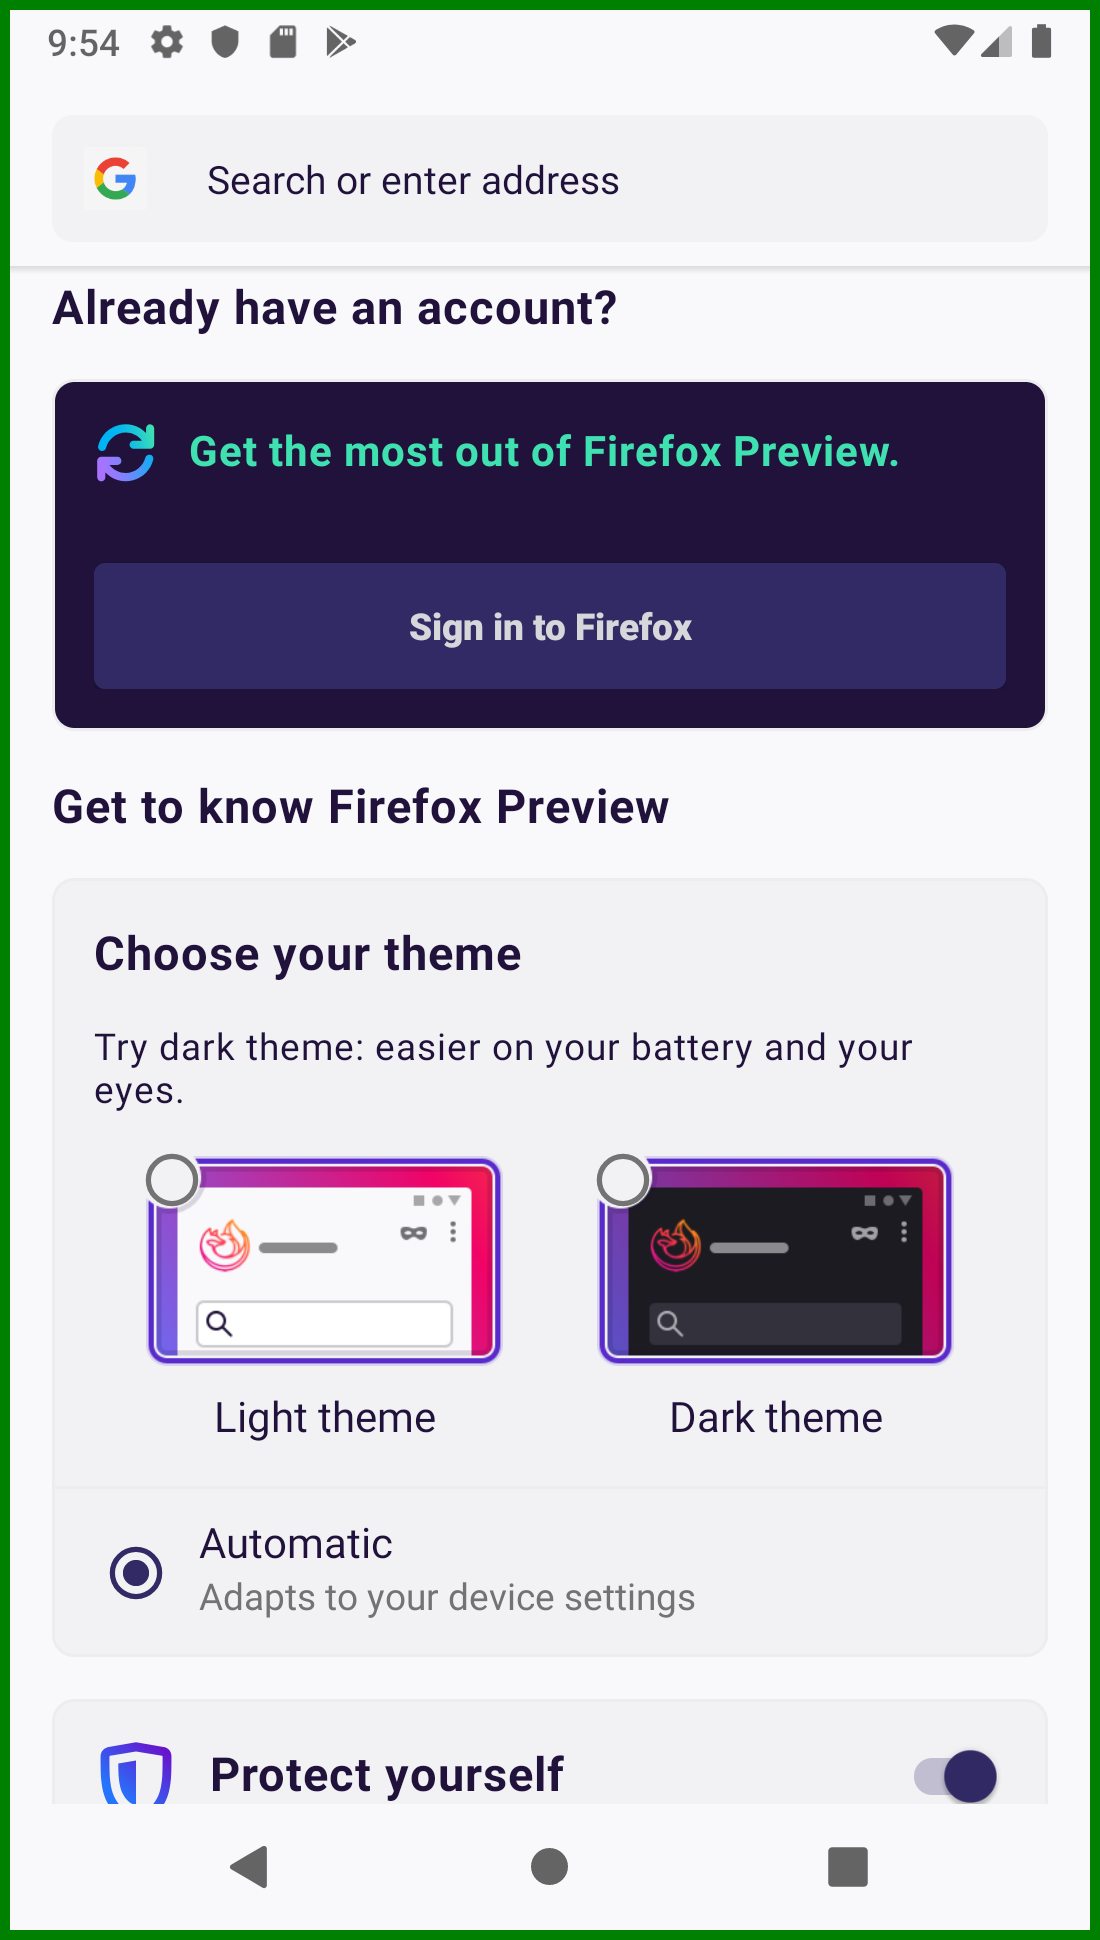 9:54
Search or enter address
Already have an account?
Get the most out of Firefox Preview.
Sign in to Firefox
Get to know Firefox Preview
Choose your theme
Try dark theme: easier on your battery and your
eyes.
Light theme
Dark theme
Automatic
Adapts to your device settings
Protect yourself